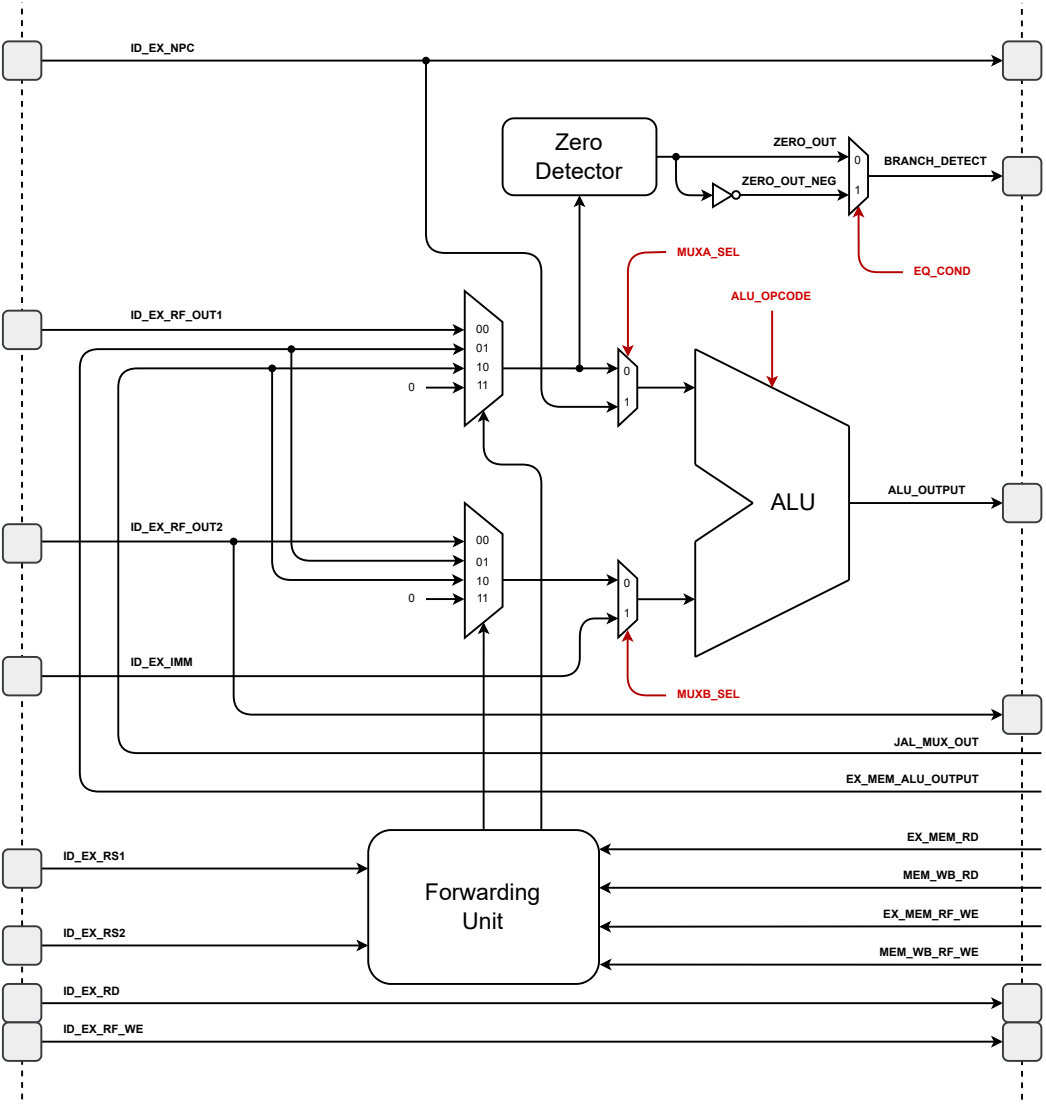 ID_EX_NPC
Zero
Detector
ZERO_OUT
0
BRANCH_DETECT
ZERO_OUT_NEG
1
MUXA_SEL
EQ_COND
ALU_OPCODE
ID_EX_RF_OUT1
00
01
10
0
11
0
1
ALU_OUTPUT
ALU
ID_EX_RF_OUT2
00
01
10
0
11
0
1
ID_EX_IMM
MUXB_SEL
JAL_MUX_OUT
EX_MEM_ALU_OUTPUT
EX_MEM_RD
ID_EX_RS1
MEM_WB_RD
Forwarding
Unit
EX_MEM_RF_WE
ID_EX_RS2
MEM_WB_RF_WE
ID_EX_RD
ID_EX_RF_WE